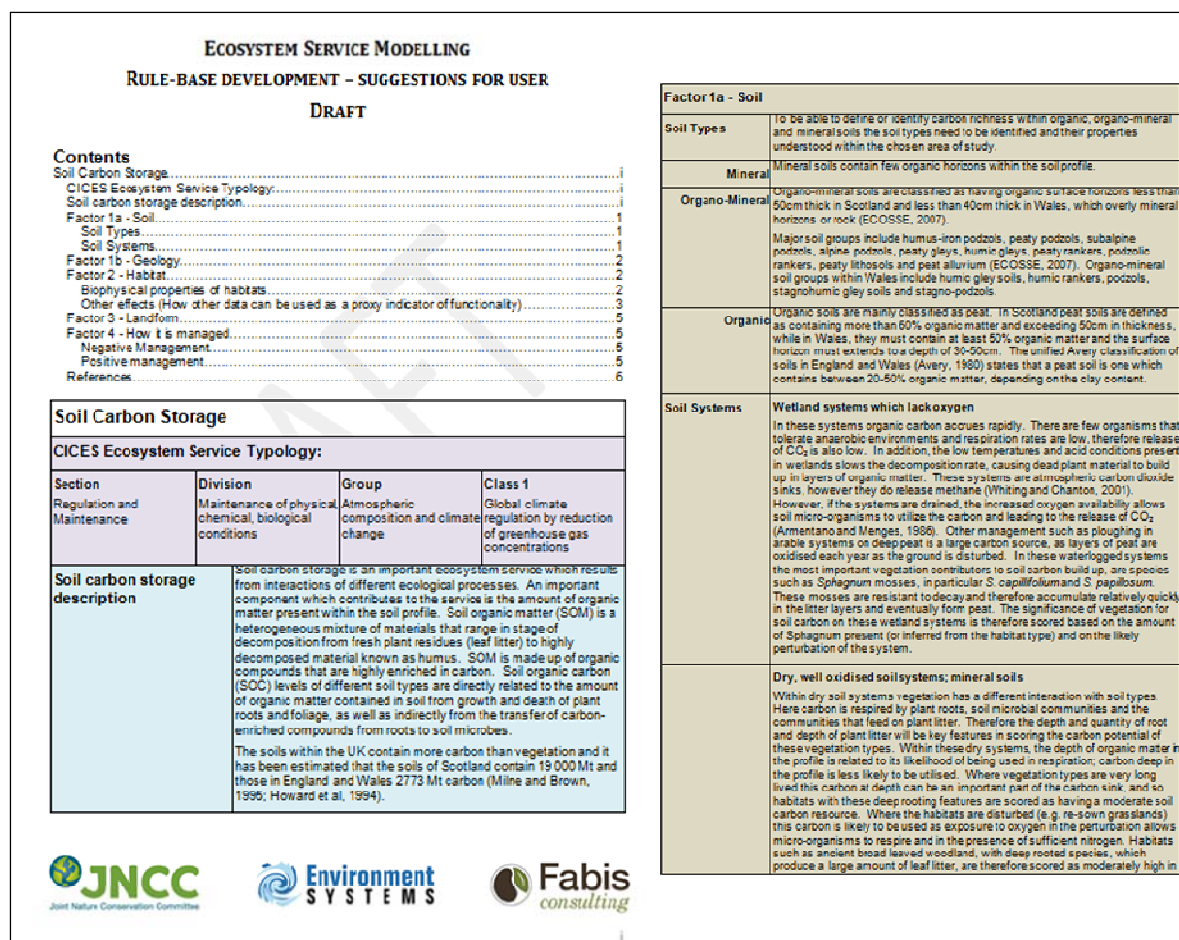 ECOSYSTEM SERVICE MODELLING
RULE-BASE DEVELOPMENT – SUGGESTIONS FOR USER
DRAFT
Contents
Soil Carbon Storage i
CICES Ecosystem Service Typology: i
Soil carbon storage description i
Factor 1a - Soil 1
Soil Types 1
Soil Systems 1
Factor 1b - Geology 2
Factor 2 - Habitat 2
Biophysical properties of habitats 2
Other effects (How other data can be used as a proxy indicator of functionality) 3
Factor 3 - Landform 5
Factor 4 - How it is managed 5
Negative Management 5
Positive management 5
References 6
Soil Carbon Storage
CICES Ecosystem Service Typology:
Section
Regulation and
Maintenance
Division
Maintenance of physical,
chemical, biological
conditions
Group
Atmospheric
composition and climate
change
Class 1
Global climate
regulation by reduction
of greenhouse gas
concentrations
Soil carbon storage
description
Soil carbon storage is an important ecosystem service which results
from interactions of different ecological processes. An important
component which contributes to the service is the amount of organic
matter present within the soil profile. Soil organic matter (SOM) is a
heterogeneous mixture of materials that range in stage of
decomposition from fresh plant residues (leaf litter) to highly
decomposed material known as humus. SOM is made up of organic
compounds that are highly enriched in carbon. Soil organic carbon
(SOC) levels of different soil types are directly related to the amount
of organic matter contained in soil from growth and death of plant
roots and foliage, as well as indirectly from the transfer of carbon-
enriched compounds from roots to soil microbes.
The soils within the UK contain more carbon than vegetation and it
has been estimated that the soils of Scotland contain 19 000 Mt and
those in England and Wales 2773 Mt carbon (Milne and Brown,
1995; Howard et al, 1994).
JNCC
Joint Nature Conservation Committee
Environment
SYSTEMS
Fabis
consulting
i
Factor 1a - Soil
Soil Types
To be able to define or identify carbon richness within organic, organo-mineral
and mineral soils the soil types need to be identified and their properties
understood within the chosen area of study.
Mineral
Mineral soils contain few organic horizons within the soil profile.
Organo-Mineral
Organo-mineral soils are classified as having organic surface horizons less than
50cm thick in Scotland and less than 40cm thick in Wales, which overly mineral
horizons or rock (ECOSSE, 2007).
Major soil groups include humus-iron podzols, peaty podzols, subalpine
podzols, alpine podzols, peaty gleys, humic gleys, peaty rankers, podzolic
rankers, peaty lithosols and peat alluvium (ECOSSE, 2007). Organo-mineral
soil groups within Wales include humic gley soils, humic rankers, podzols,
stagnohumic gley soils and stagno-podzols.
Organic
Organic soils are mainly classified as peat. In Scotland peat soils are defined
as containing more than 60% organic matter and exceeding 50cm in thickness,
while in Wales, they must contain at least 50% organic matter and the surface
horizon must extends to a depth of 30-50cm. The unified Avery classification of
soils in England and Wales (Avery, 1980) states that a peat soil is one which
contains between 20-50% organic matter, depending on the clay content.
Soil Systems
Wetland systems which lack oxygen
In these systems organic carbon accrues rapidly. There are few organisms that
tolerate anaerobic environments and respiration rates are low, therefore release
of CO₂ is also low. In addition, the low temperatures and acid conditions present
in wetlands slows the decomposition rate, causing dead plant material to build
up in layers of organic matter. These systems are atmospheric carbon dioxide
sinks, however they do release methane (Whiting and Chanton, 2001).
However, if the systems are drained, the increased oxygen availability allows
soil micro-organisms to utilize the carbon and leading to the release of CO₂
(Armentano and Menges, 1986). Other management such as ploughing in
arable systems on deep peat is a large carbon source, as layers of peat are
oxidised each year as the ground is disturbed. In these waterlogged systems
the most important vegetation contributors to soil carbon build up, are species
such as Sphagnum mosses, in particular S. capillifolium and S. papillosum.
These mosses are resistant to decay and therefore accumulate relatively quickly
in the litter layers and eventually form peat. The significance of vegetation for
soil carbon on these wetland systems is therefore scored based on the amount
of Sphagnum present (or inferred from the habitat type) and on the likely
perturbation of the system.
Dry, well oxidised soil systems; mineral soils
Within dry soil systems vegetation has a different interaction with soil types.
Here carbon is respired by plant roots, soil microbial communities and the
communities that feed on plant litter. Therefore the depth and quantity of root
and depth of plant litter will be key features in scoring the carbon potential of
these vegetation types. Within these dry systems, the depth of organic mater in
the profile is related to its likelihood of being used in respiration; carbon deep in
the profile is less likely to be utilised. Where vegetation types are very long
lived this carbon at depth can be an important part of the carbon sink, and so
habitats with these deep rooting features are scored as having a moderate soil
carbon resource. Where the habitats are disturbed (e.g. re-sown grasslands)
this carbon is likely to be used as exposure to oxygen in the perturbation allows
micro-organisms to respire and in the presence of sufficient nitrogen. Habitats
such as ancient broad leaved woodland, with deep rooted species, which
produce a large amount of leaf litter, are therefore scored as moderately high in